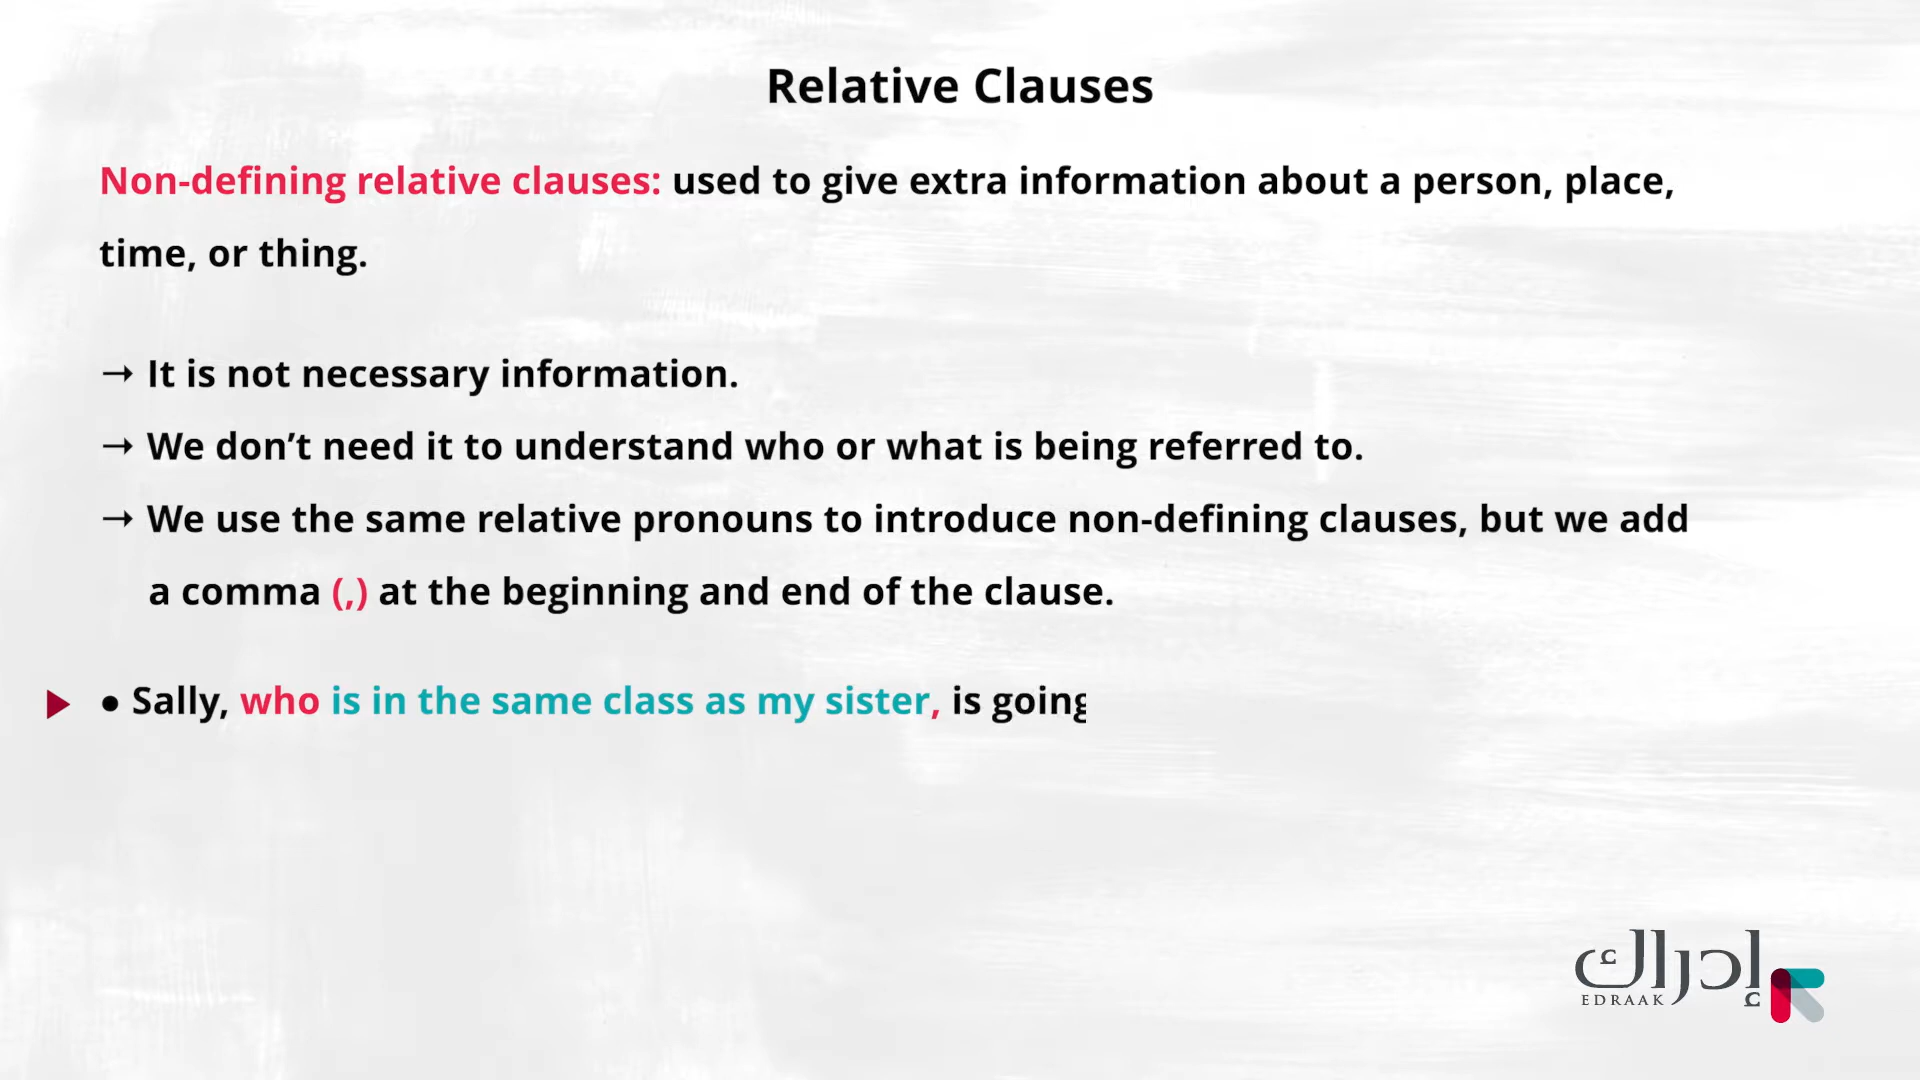 Relative Clauses
Non-defining relative clauses: used to give extra information about a person, place,
time, or thing.
→ It is not necessary information.
→ We don’t need it to understand who or what is being referred to.
→ We use the same relative pronouns to introduce non-defining clauses, but we add
a comma (,) at the beginning and end of the clause.
● Sally, who is in the same class as my sister, is going
إدراك
EDRAAK